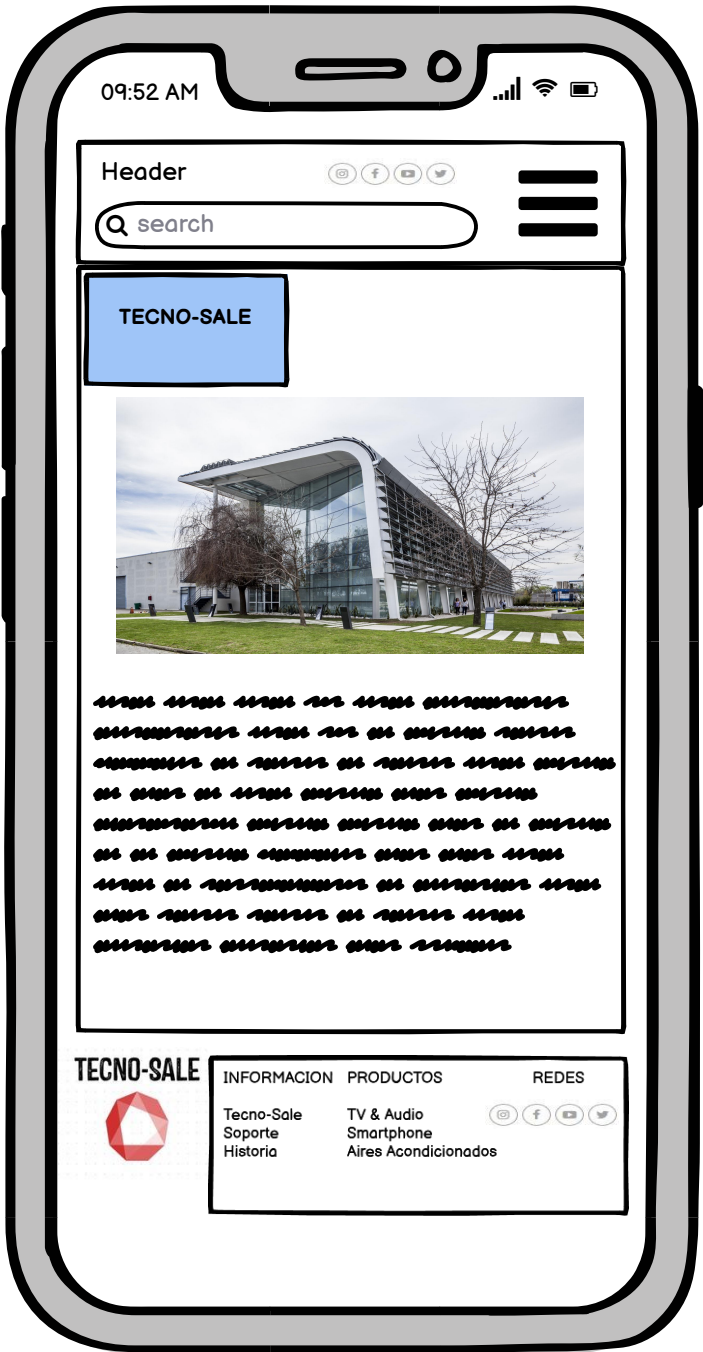 09:52 AM
Header
search
TECNO-SALE
TECNO-SALE
INFORMACION PRODUCTOS REDES
Tecno-Sale TV & Audio
Soporte Smartphone
Historia Aires Acondicionados